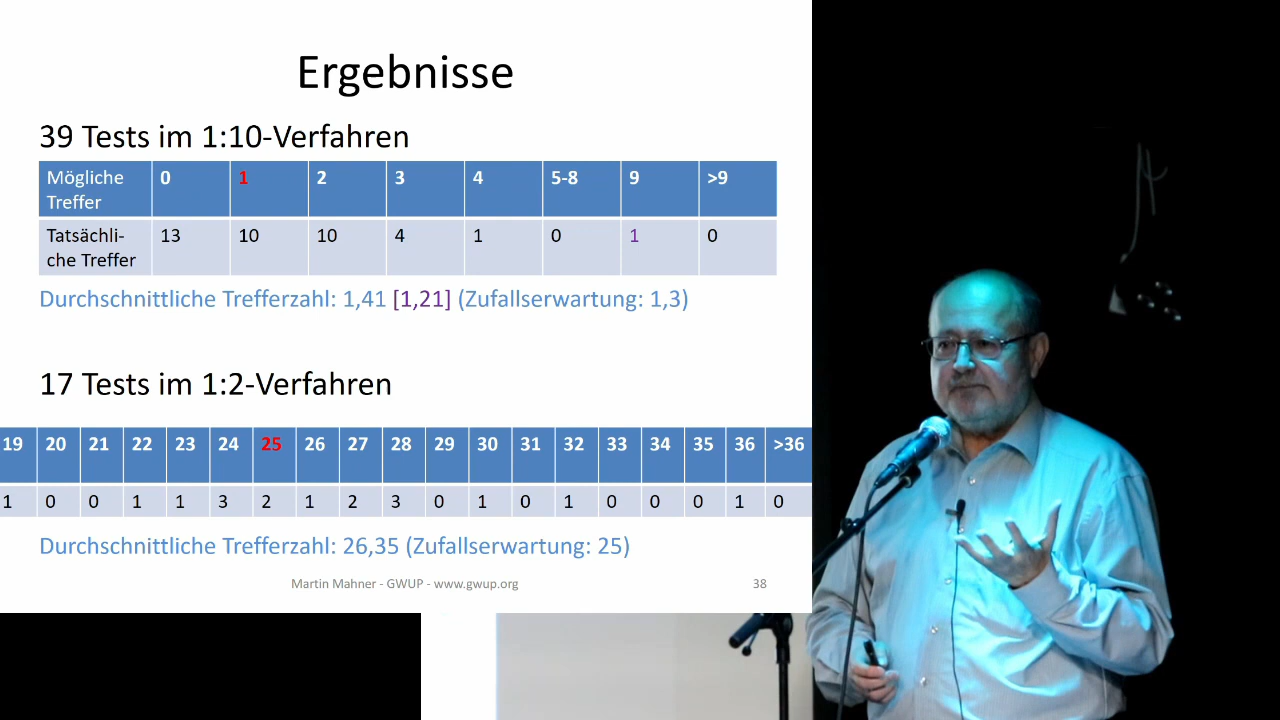 Ergebnisse
39 Tests im 1:10-Verfahren
Mögliche Treffer 0 1 2 3 4 5-8 9 >9
Tatsächli-che Treffer 13 10 10 4 1 0 1 0
Durchschnittliche Trefferzahl: 1,41 [1,21] (Zufallserwartung: 1,3)
17 Tests im 1:2-Verfahren
19 20 21 22 23 24 25 26 27 28 29 30 31 32 33 34 35 36 >36
1 0 0 1 1 3 2 1 2 3 0 1 0 1 0 0 0 1 0
Durchschnittliche Trefferzahl: 26,35 (Zufallserwartung: 25)
Martin Mahner - GWUP - www.gwup.org 38